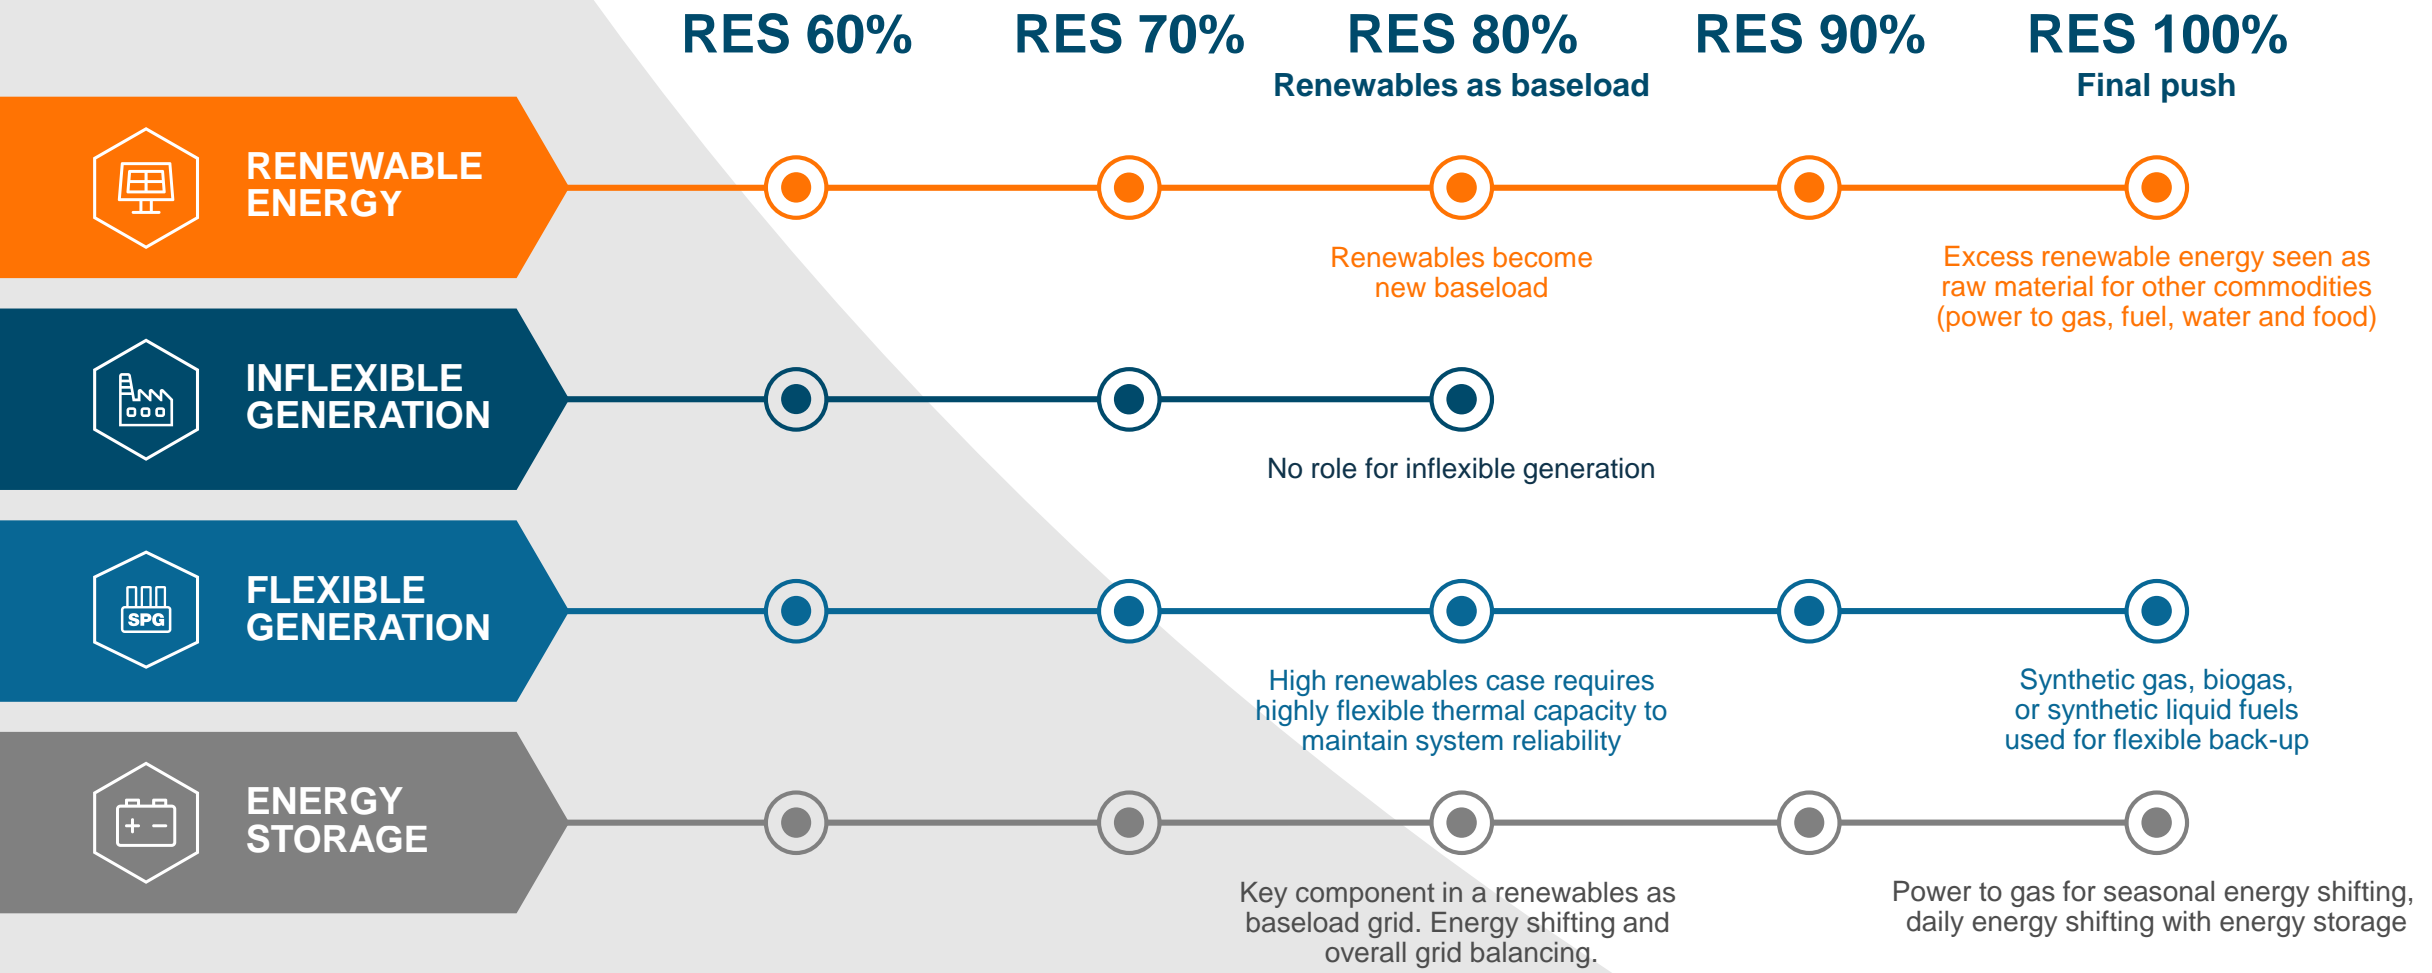 RES 60%
RES 70%
RES 80%
RES 90%
RES 100%
Renewables as baseload
Final push
RENEWABLE
ENERGY
Renewables become
new baseload
Excess renewable energy seen as
raw material for other commodities
(power to gas, fuel, water and food)
INFLEXIBLE
GENERATION
No role for inflexible generation
SPG
FLEXIBLE
GENERATION
High renewables case requires
highly flexible thermal capacity to
maintain system reliability
Synthetic gas, biogas,
or synthetic liquid fuels
used for flexible back-up
ENERGY
STORAGE
Key component in a renewables as
baseload grid. Energy shifting and
overall grid balancing.
Power to gas for seasonal energy shifting,
daily energy shifting with energy storage